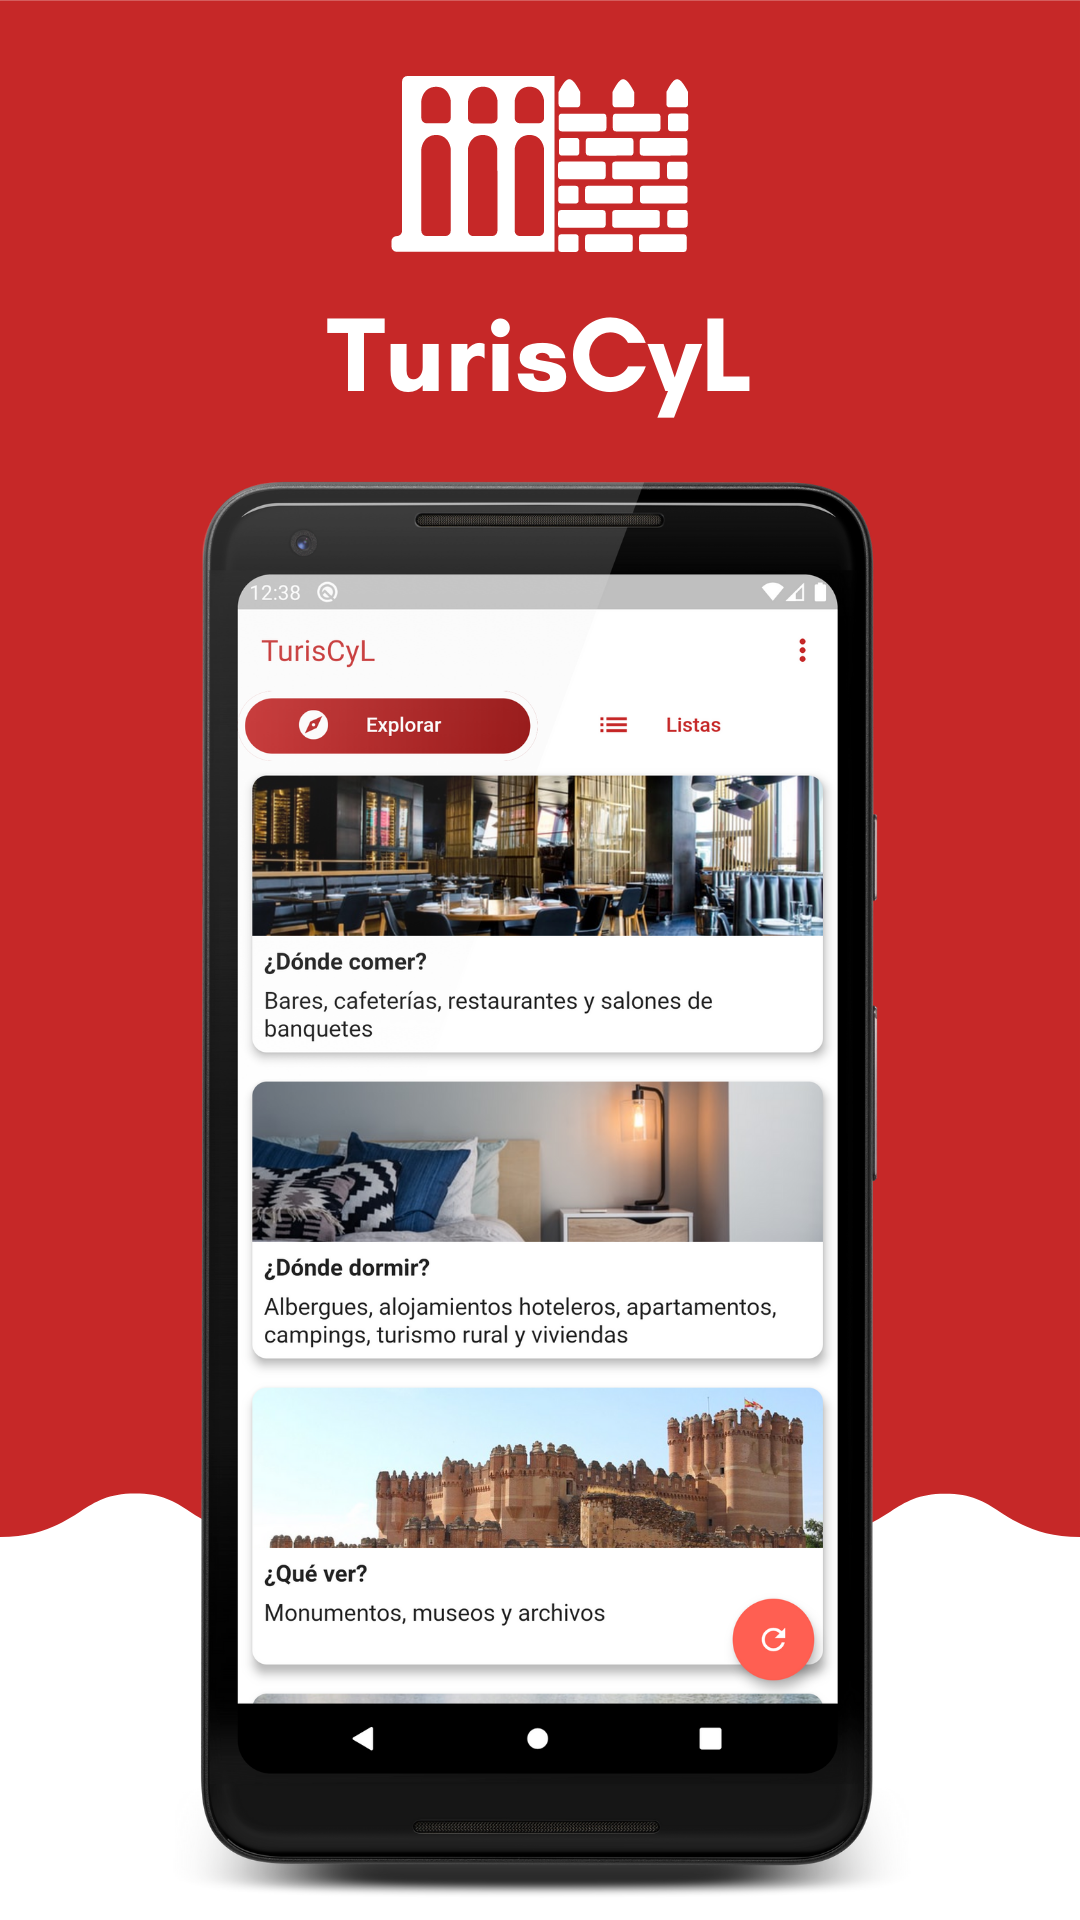 TurisCyL
12:38
TurisCyL
Explorar
Listas
¿Dónde comer?
Bares, cafeterías, restaurantes y salones de
banquetes
¿Dónde dormir?
Albergues, alojamientos hoteleros, apartamentos,
campings, turismo rural y viviendas
¿Qué ver?
Monumentos, museos y archivos